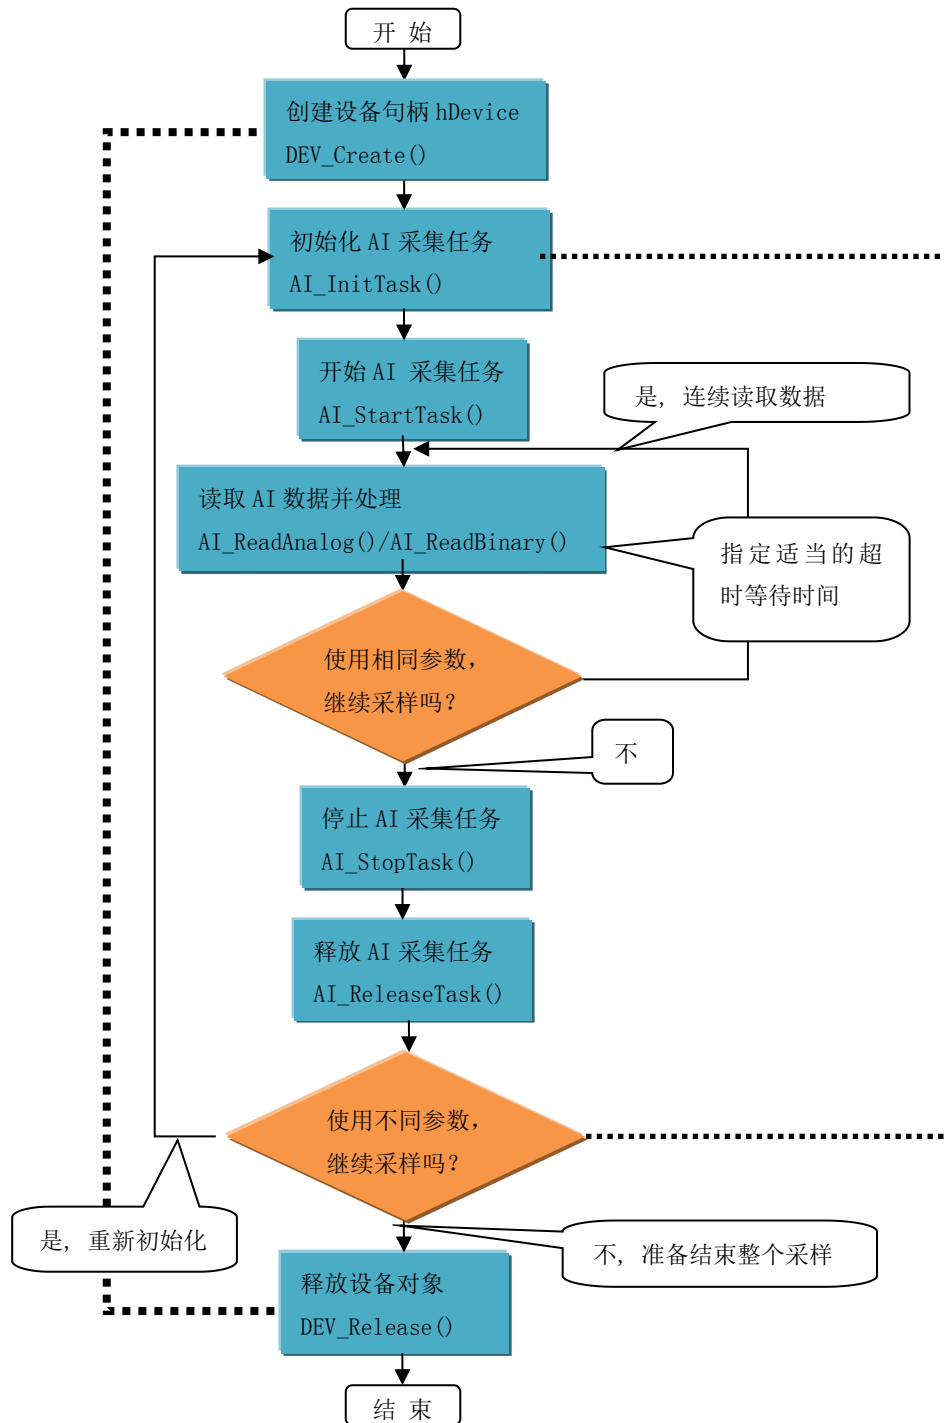 开 始
创建设备句柄 hDevice
DEV_Create()
初始化 AI 采集任务
AI_InitTask()
开始 AI 采集任务
AI_StartTask()
是, 连续读取数据
读取 AI 数据并处理
AI_ReadAnalog()/AI_ReadBinary()
指定适当的超
时等待时间
使用相同参数,
继续采样吗?
不
停止 AI 采集任务
AI_StopTask()
释放 AI 采集任务
AI_ReleaseTask()
使用不同参数,
继续采样吗?
是, 重新初始化
不, 准备结束整个采样
释放设备对象
DEV_Release()
结 束